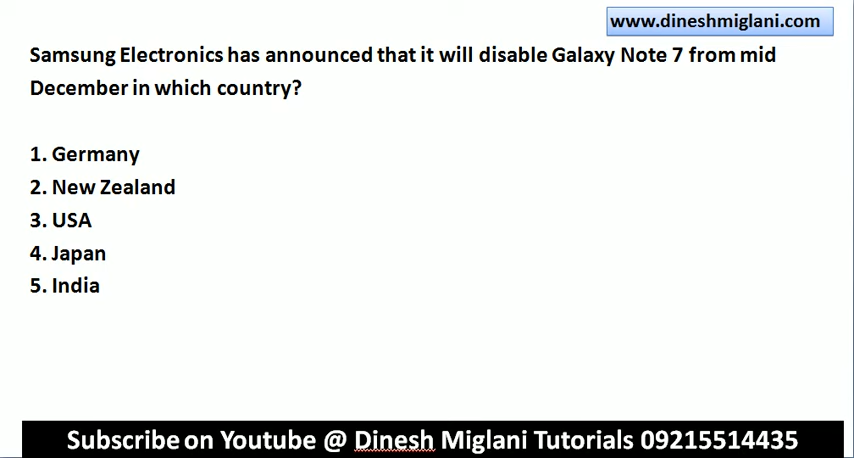 www.dineshmiglani.com
Samsung Electronics has announced that it will disable Galaxy Note 7 from mid
December in which country?
1. Germany
2. New Zealand
3. USA
4. Japan
5. India
Subscribe on Youtube @ Dinesh Miglani Tutorials 09215514435